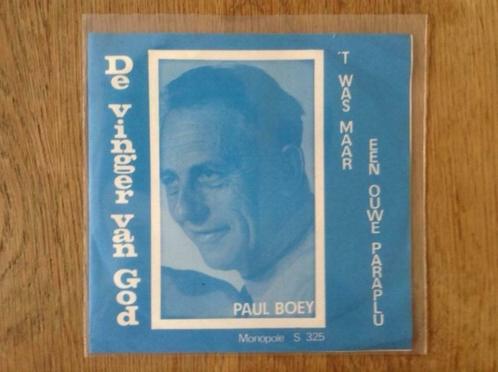 De vinger van God
'T WAS MAAR
EEN OUWE PARAPLU
PAUL BOEY
Monopole S 325